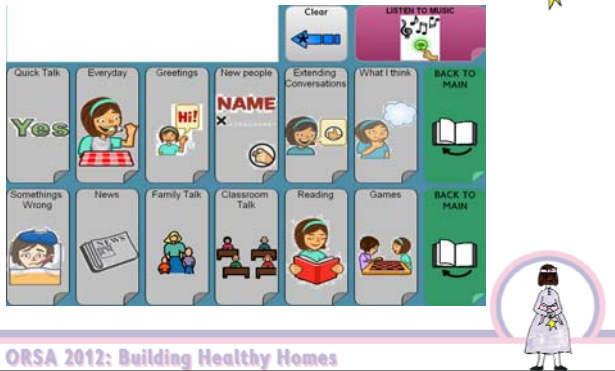 Clear
LISTEN TO MUSIC
Quick Talk
Everyday
Greetings
New people
Extending
Conversations
What I think
BACK TO
MAIN
Yes
Hi!
NAME
x
Somethings
Wrong
News
Family Talk
Classroom
Talk
Reading
Games
BACK TO
MAIN
NEWS
ORSA 2012: Building Healthy Homes